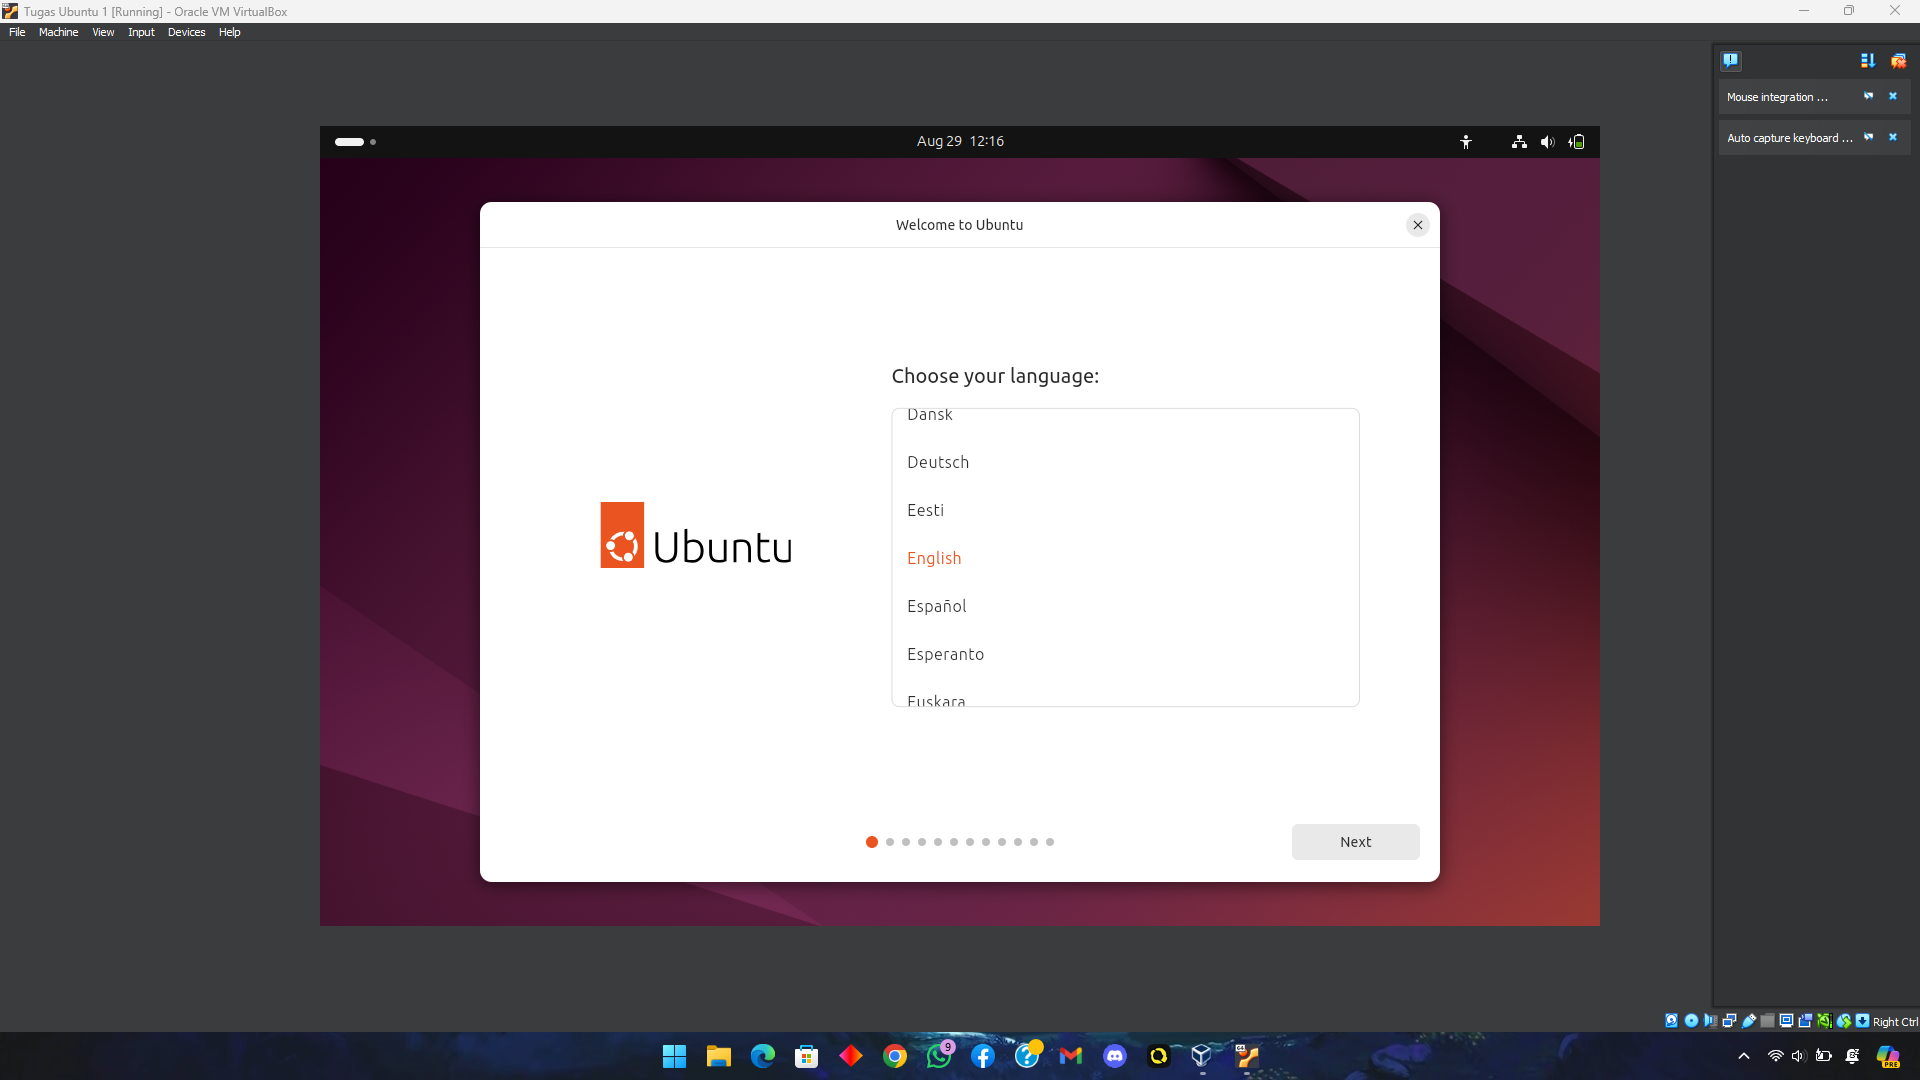 Tugas Ubuntu 1 [Running] - Oracle VM VirtualBox
File Machine View Input Devices Help
Mouse integration ...
Auto capture keyboard ...
Aug 29 12:16
Welcome to Ubuntu
Choose your language:
Dansk
Deutsch
Eesti
English
Español
Esperanto
Euskara
Ubuntu
Next
Right Ctrl
9
PRE